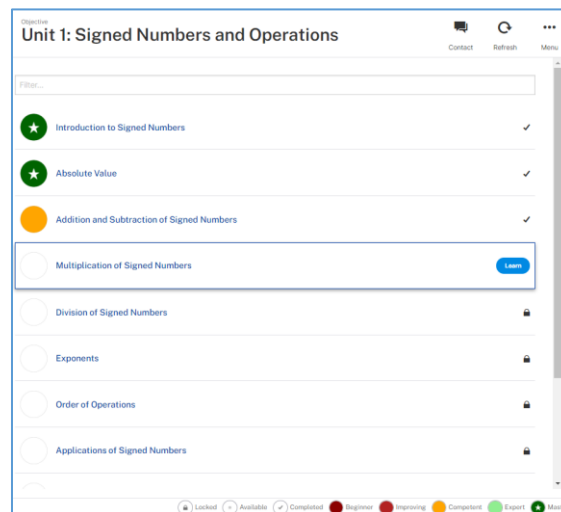 Objective
Unit 1: Signed Numbers and Operations
Contact
Refresh
Menu
Filter...
Introduction to Signed Numbers
Absolute Value
Addition and Subtraction of Signed Numbers
Multiplication of Signed Numbers
Learn
Division of Signed Numbers
Exponents
Order of Operations
Applications of Signed Numbers
Locked Available Completed Beginner Improving Competent Expert